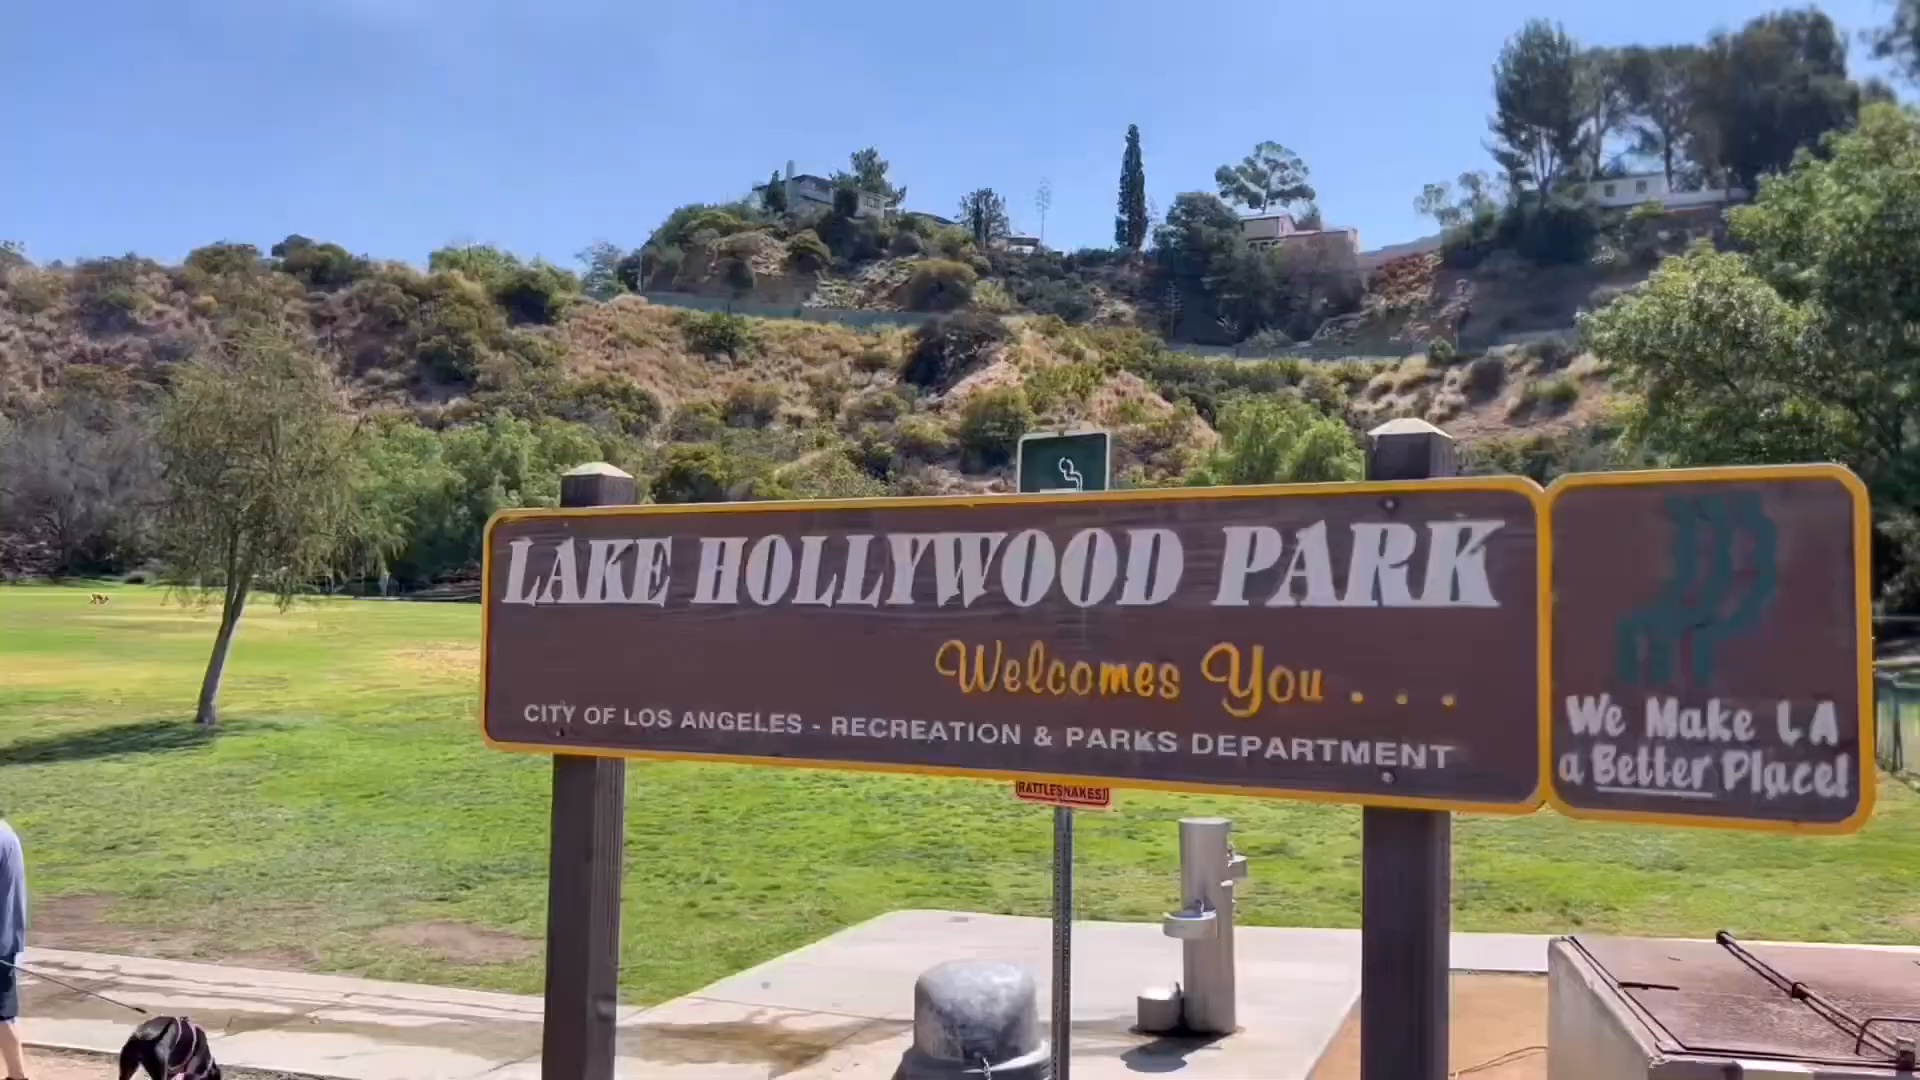 LAKE HOLLYWOOD PARK
Welcomes You . . .
CITY OF LOS ANGELES - RECREATION & PARKS DEPARTMENT
We Make LA
a Better Place!
RATTLESNAKES!